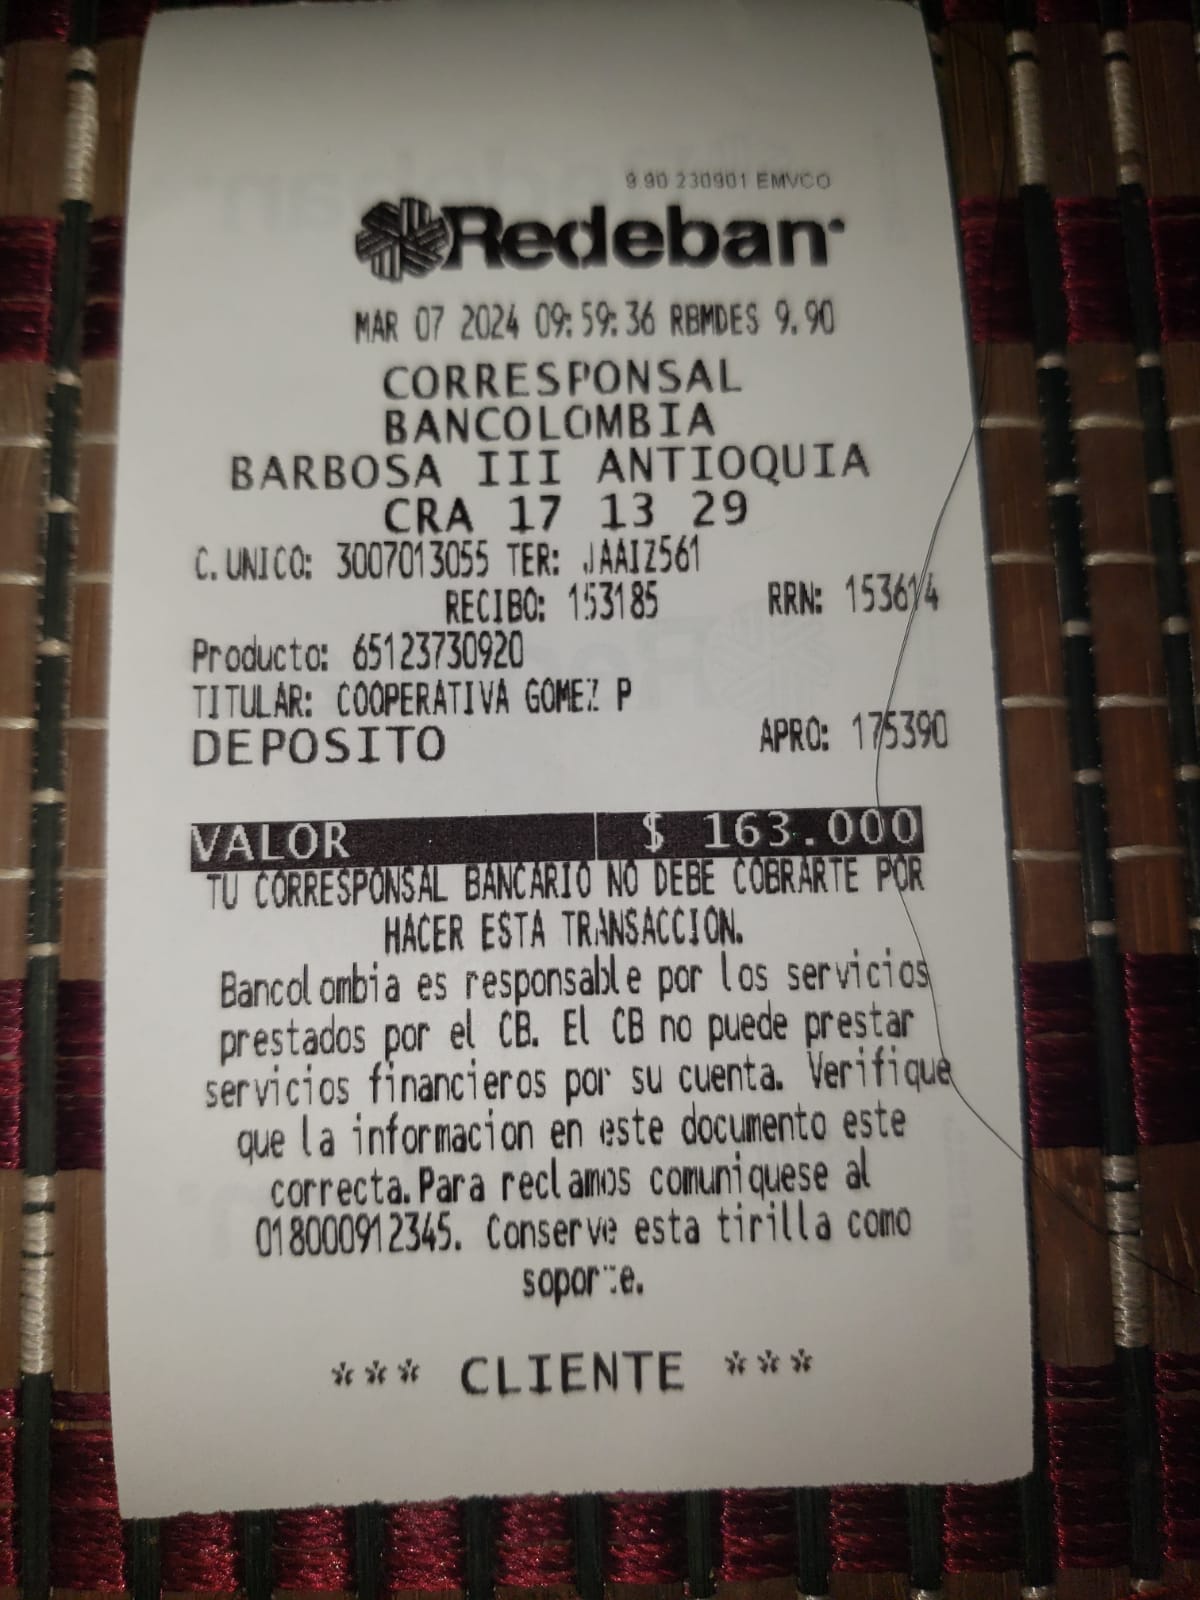 9.90 230901 EMVCO
Redeban
MAR 07 2024 09:59:36 RBMDES 9.90
CORRESPONSAL
BANCOLOMBIA
BARBOSA III ANTIOQUIA
CRA 17 13 29
C. UNICO: 3007013055 TER: JAAIZ561
RECIBO: 153185 RRN: 153614
Producto: 65123730920
TITULAR: COOPERATIVA GOMEZ P
DEPOSITO APRO: 175390
VALOR $ 163.000
TU CORRESPONSAL BANCARIO NO DEBE COBRARTE POR
HACER ESTA TRANSACCION.
Bancolombia es responsable por los servicios
prestados por el CB. El CB no puede prestar
servicios financieros por su cuenta. Verifique
que la informacion en este documento este
correcta. Para reclamos comuniquese al
018000912345. Conserve esta tirilla como
soporte.
*** CLIENTE ***